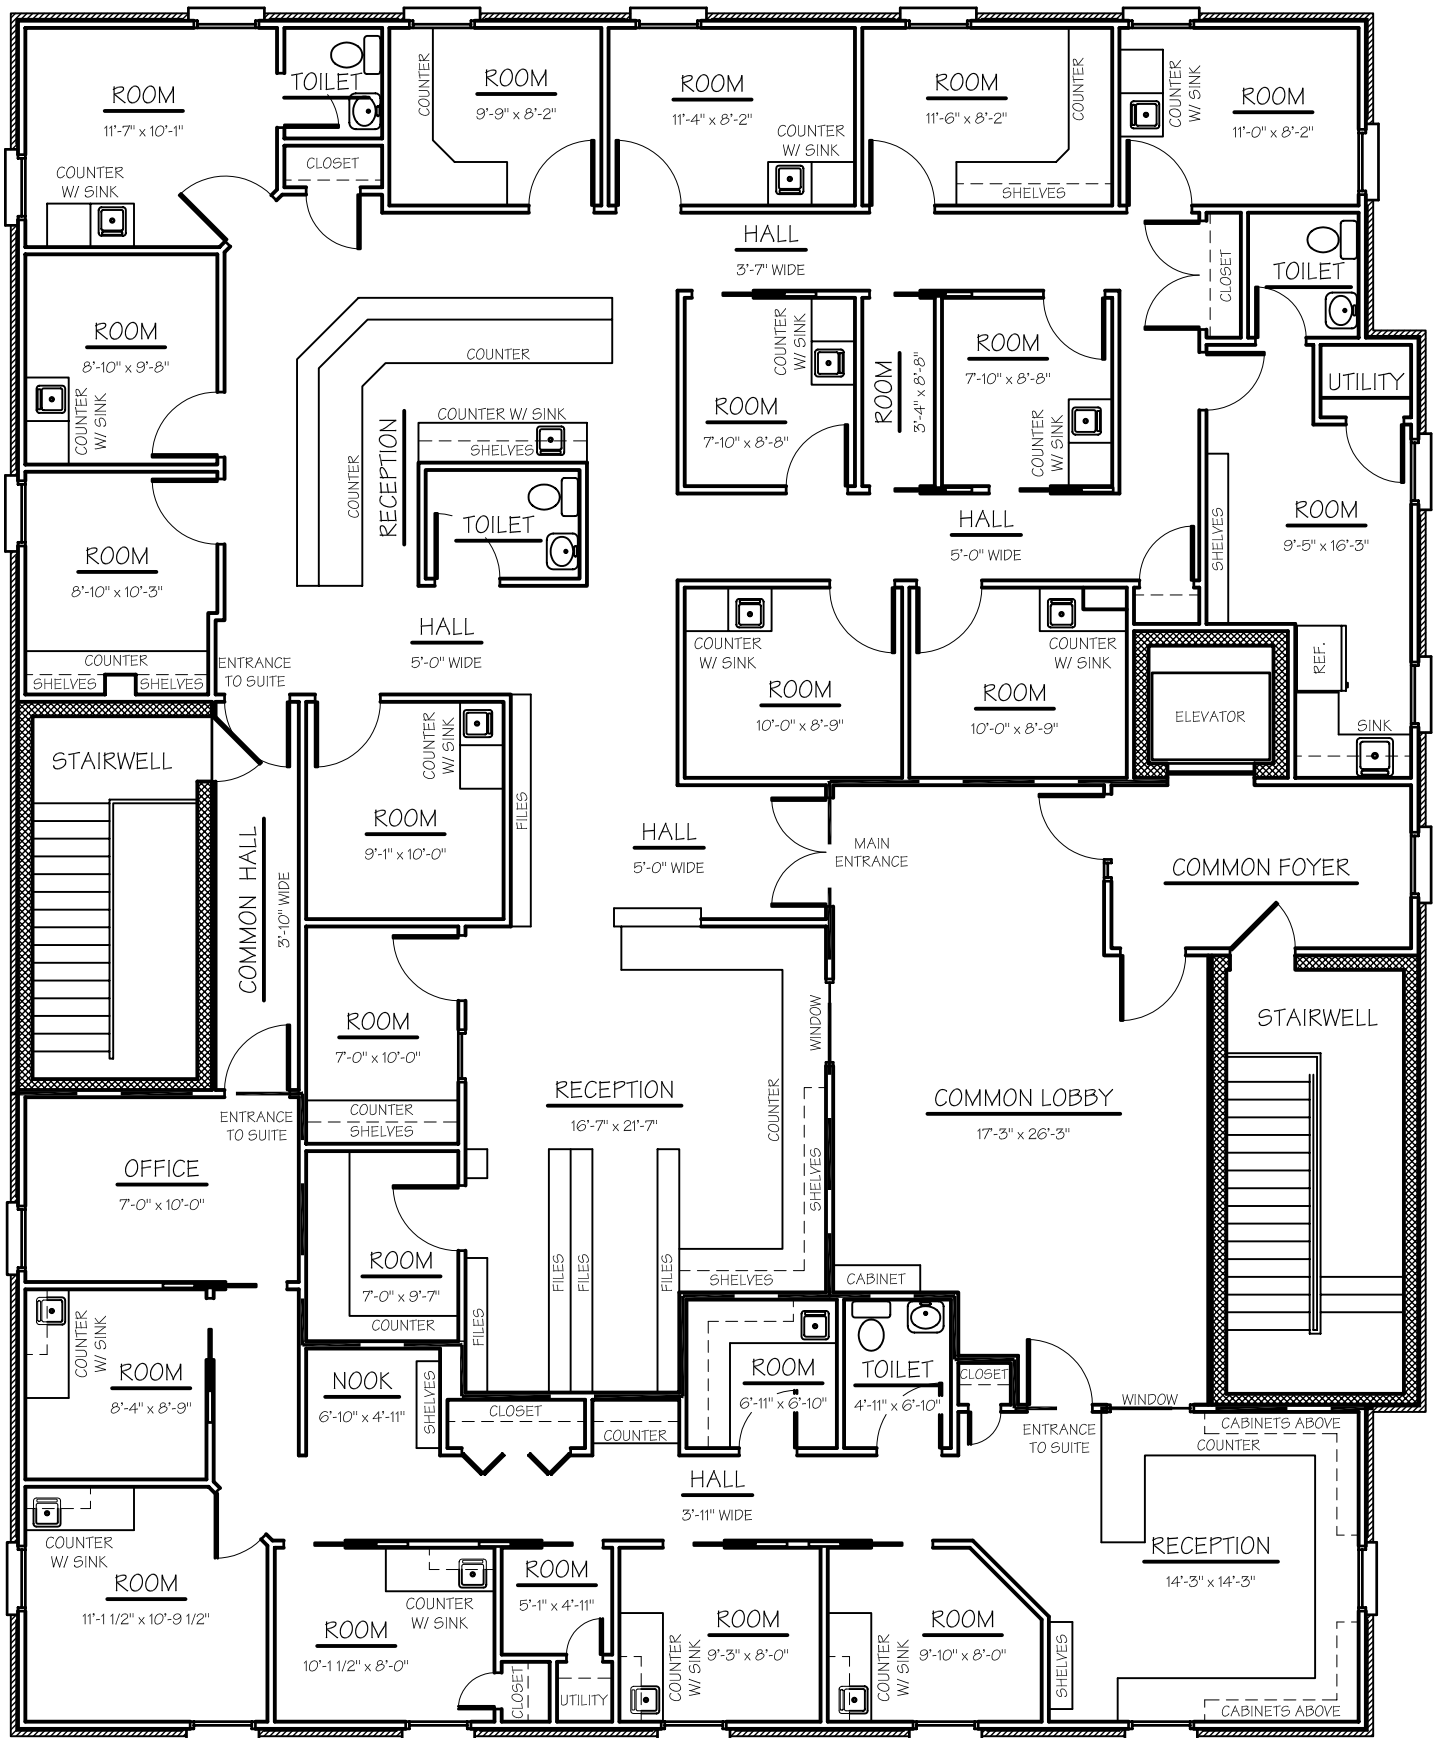 TOILET
ROOM
11'-7" x 10'-1"
COUNTER
W/ SINK
CLOSET
COUNTER
ROOM
9'-9" x 8'-2"
ROOM
11'-4" x 8'-2"
COUNTER
W/ SINK
ROOM
11'-6" x 8'-2"
COUNTER
SHELVES
COUNTER
W/ SINK
ROOM
11'-0" x 8'-2"
HALL
3'-7" WIDE
CLOSET
TOILET
ROOM
8'-10" x 9'-8"
COUNTER
W/ SINK
COUNTER
COUNTER
RECEPTION
COUNTER W/ SINK
SHELVES
TOILET
COUNTER
W/ SINK
ROOM
7'-10" x 8'-8"
ROOM
3'-4" x 8'-8"
ROOM
7'-10" x 8'-8"
COUNTER
W/ SINK
UTILITY
ROOM
9'-5" x 16'-3"
SHELVES
HALL
5'-0" WIDE
ROOM
8'-10" x 10'-3"
COUNTER
SHELVES
SHELVES
ENTRANCE
TO SUITE
HALL
5'-0" WIDE
COUNTER
W/ SINK
ROOM
10'-0" x 8'-9"
COUNTER
W/ SINK
ROOM
10'-0" x 8'-9"
REF.
ELEVATOR
SINK
STAIRWELL
COUNTER
W/ SINK
ROOM
9'-1" x 10'-0"
FILES
HALL
5'-0" WIDE
MAIN
ENTRANCE
COMMON FOYER
COMMON HALL
3'-10" WIDE
ROOM
7'-0" x 10'-0"
COUNTER
SHELVES
WINDOW
STAIRWELL
RECEPTION
16'-7" x 21'-7"
COUNTER
SHELVES
COMMON LOBBY
17'-3" x 26'-3"
ENTRANCE
TO SUITE
OFFICE
7'-0" x 10'-0"
ROOM
7'-0" x 9'-7"
COUNTER
FILES
FILES
FILES
FILES
SHELVES
CABINET
COUNTER
W/ SINK
ROOM
8'-4" x 8'-9"
NOOK
6'-10" x 4'-11"
SHELVES
CLOSET
COUNTER
ROOM
6'-11" x 6'-10"
TOILET
4'-11" x 6'-10"
CLOSET
ENTRANCE
TO SUITE
WINDOW
CABINETS ABOVE
COUNTER
HALL
3'-11" WIDE
COUNTER
W/ SINK
ROOM
11'-1 1/2" x 10'-9 1/2"
COUNTER
W/ SINK
ROOM
10'-1 1/2" x 8'-0"
ROOM
5'-1" x 4'-11"
CLOSET
UTILITY
COUNTER
W/ SINK
ROOM
9'-3" x 8'-0"
COUNTER
W/ SINK
ROOM
9'-10" x 8'-0"
SHELVES
RECEPTION
14'-3" x 14'-3"
CABINETS ABOVE